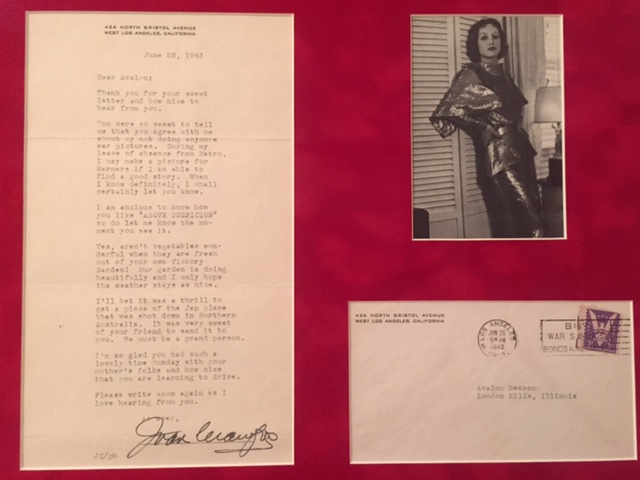 426 NORTH BRISTOL AVENUE
WEST LOS ANGELES, CALIFORNIA
June 22, 1943
Dear Avalon:
Thank you for your sweet
letter and how nice to
hear from you.
You were so sweet to tell
me that you agree with me
about my not doing anymore
war pictures. During my
leave of absence from Metro,
I may make a picture for
Warners if I am able to
find a good story. When
I know definitely, I shall
certainly let you know.
I am anxious to know how
you like "ABOVE SUSPICION"
so do let me know the mo-
ment you see it.
Yes, aren't vegetables won-
derful when they are fresh
out of your own Victory
Garden! Our garden is doing
beautifully and I only hope
the weather stays as nice.
I'll bet it was a thrill to
get a piece of the Jap plane
that was shot down in Northern
Australia. It was very sweet
of your friend to send it to
you. He must be a grand person.
I'm so glad you had such a
lovely time Sunday with your
mother's folks and how nice
that you are learning to drive.
Please write soon again as I
love hearing from you.
Joan Crawford
JC/pb
426 NORTH BRISTOL AVENUE
WEST LOS ANGELES, CALIFORNIA
LOS ANGELES
JUN
1943
WAR
BONDS
Avalon
London Mills, Illinois